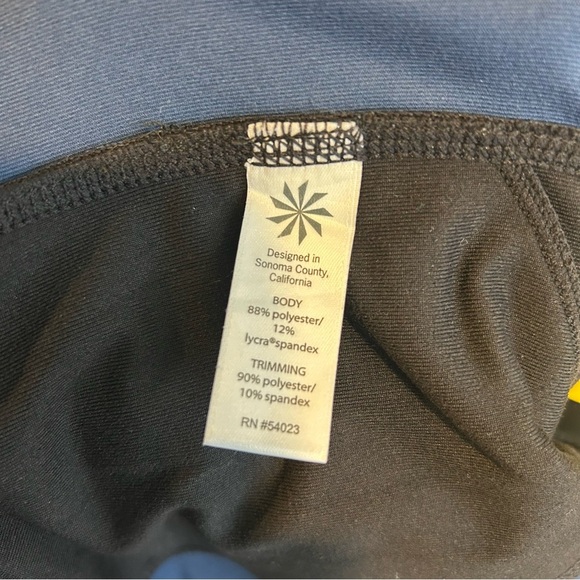 Designed in
Sonoma County,
California
BODY
88% polyester/
12%
lycra®spandex
TRIMMING
90% polyester/
10% spandex
RN #54023